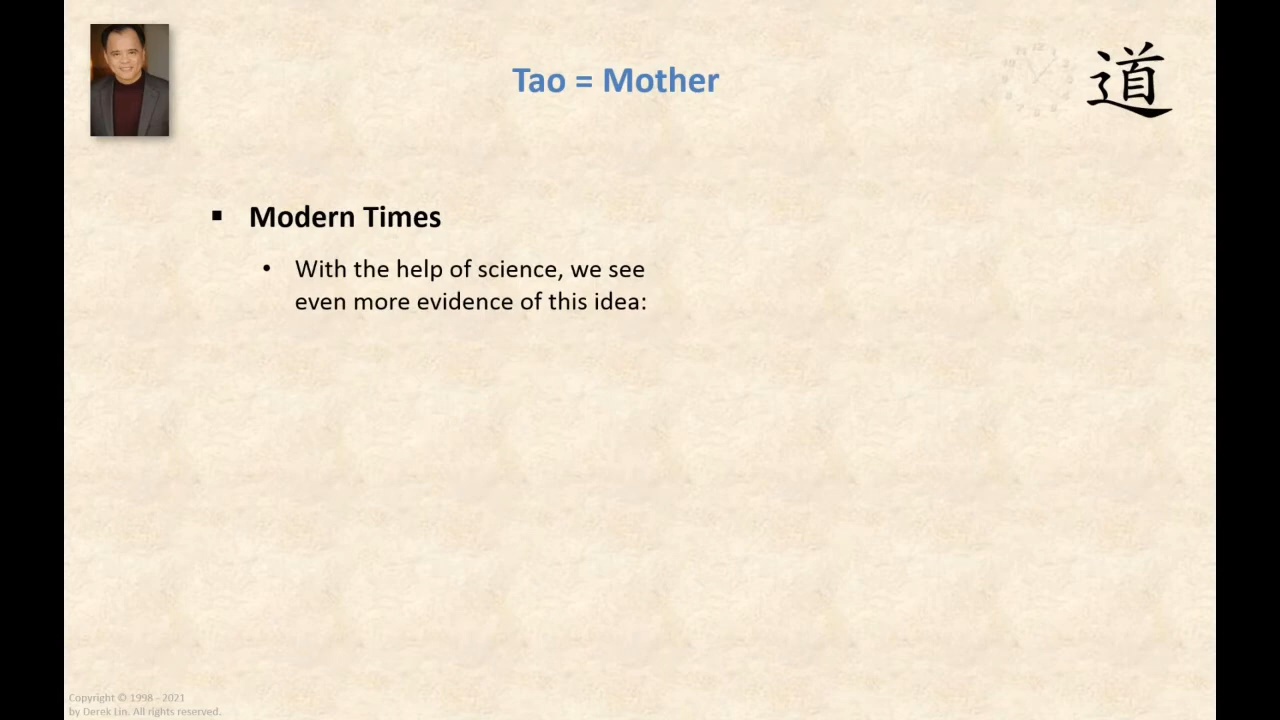 Tao = Mother
道
Modern Times
With the help of science, we see
even more evidence of this idea:
Copyright © 1998 - 2021
by Derek Lin. All rights reserved.